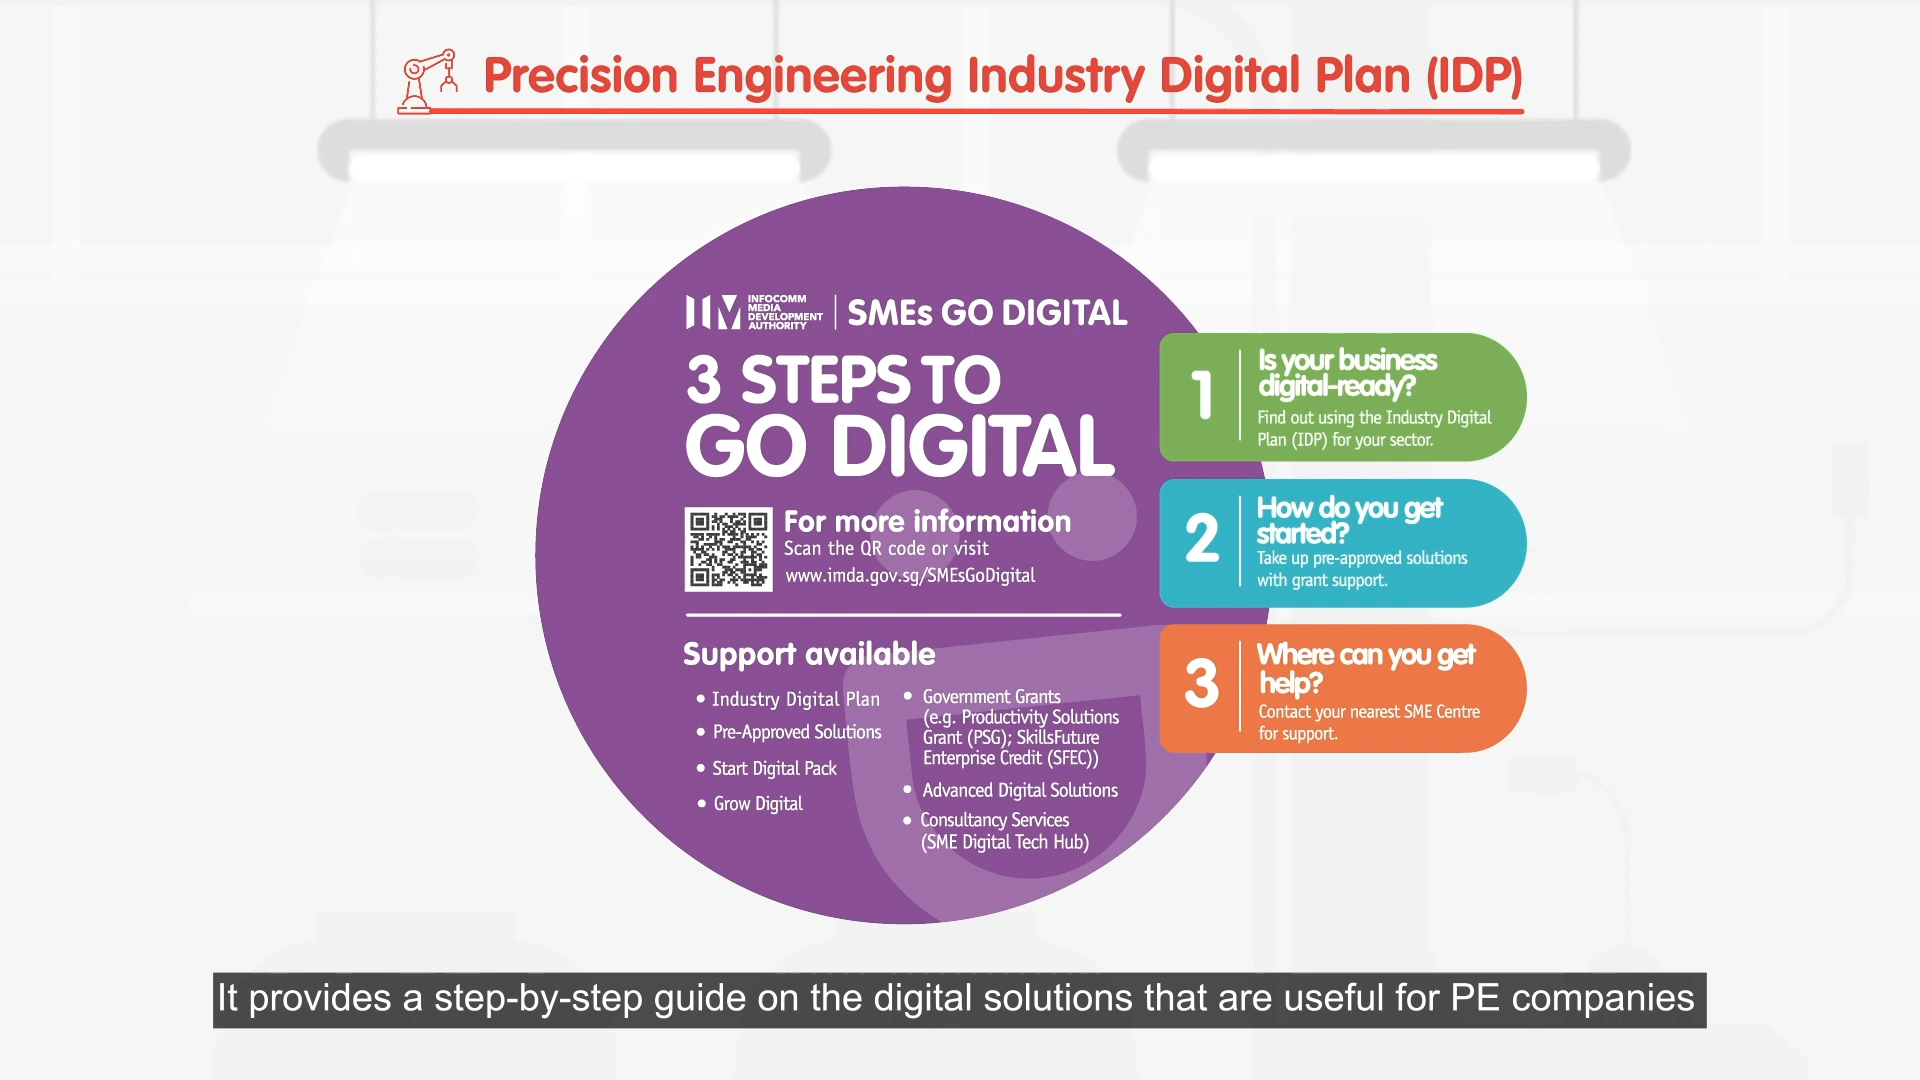 Precision Engineering Industry Digital Plan (IDP)
INFOCOMM
MEDIA
DEVELOPMENT
AUTHORITY
SMEs GO DIGITAL
3 STEPS TO
GO DIGITAL
For more information
Scan the QR code or visit
www.imda.gov.sg/SMEsGoDigital
Support available
• Industry Digital Plan
• Pre-Approved Solutions
• Start Digital Pack
• Grow Digital
• Government Grants
(e.g. Productivity Solutions
Grant (PSG); SkillsFuture
Enterprise Credit (SFEC))
• Advanced Digital Solutions
• Consultancy Services
(SME Digital Tech Hub)
1
Is your business
digital-ready?
Find out using the Industry Digital
Plan (IDP) for your sector.
2
How do you get
started?
Take up pre-approved solutions
with grant support.
3
Where can you get
help?
Contact your nearest SME Centre
for support.
It provides a step-by-step guide on the digital solutions that are useful for PE companies